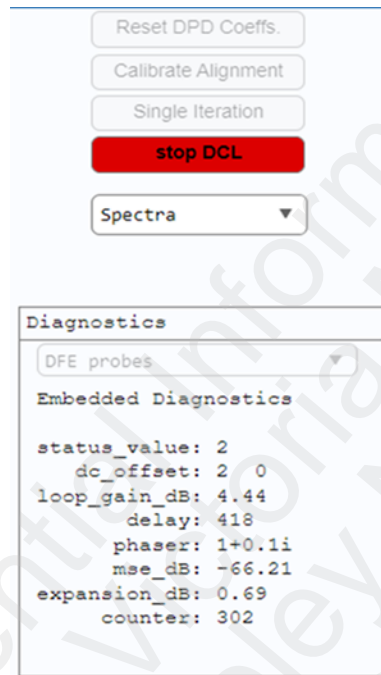 Reset DPD Coeffs.
Calibrate Alignment
Single Iteration
stop DCL
Spectra
Diagnostics
DFE probes
Embedded Diagnostics
status_value: 2
dc_offset: 2 0
loop_gain_dB: 4.44
delay: 418
phaser: 1+0.1i
mse_dB: -66.21
expansion_dB: 0.69
counter: 302